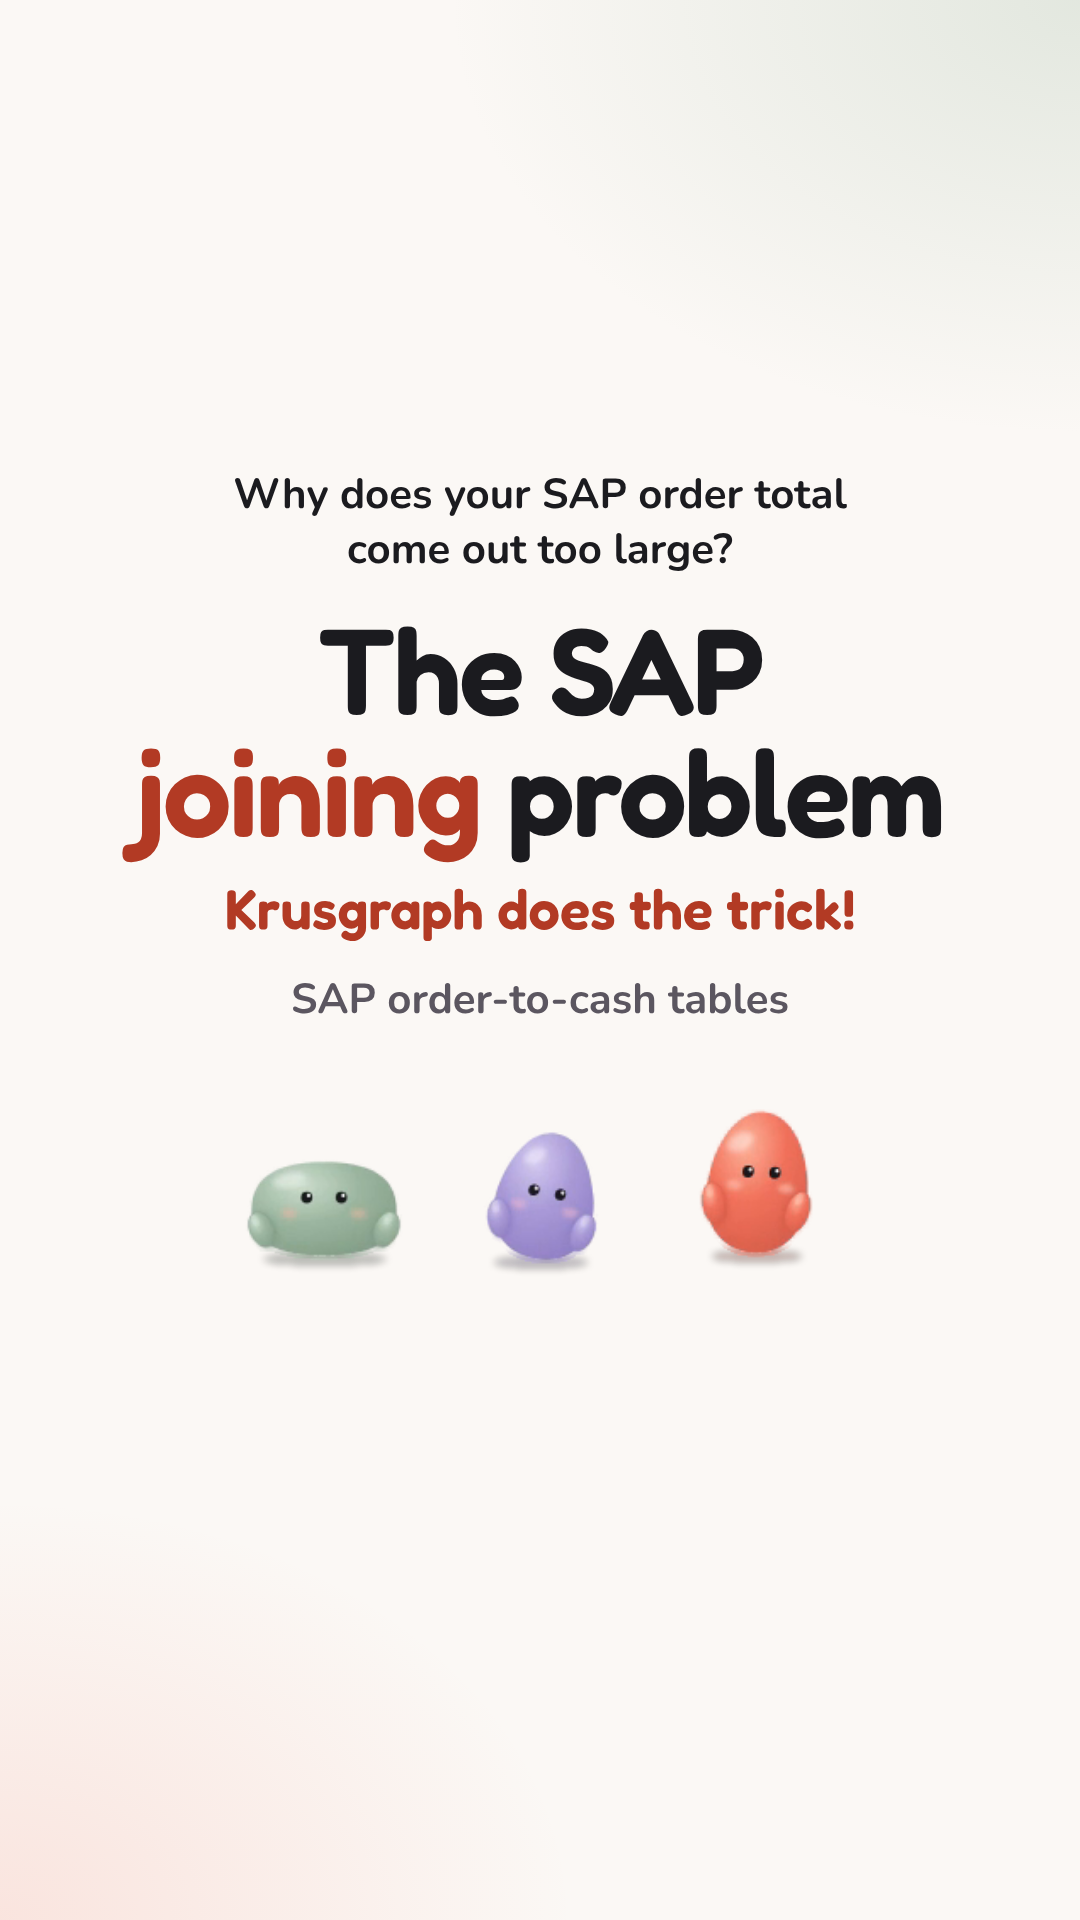 Why does your SAP order total
come out too large?
The SAP
joining problem
Krusgraph does the trick!
SAP order-to-cash tables